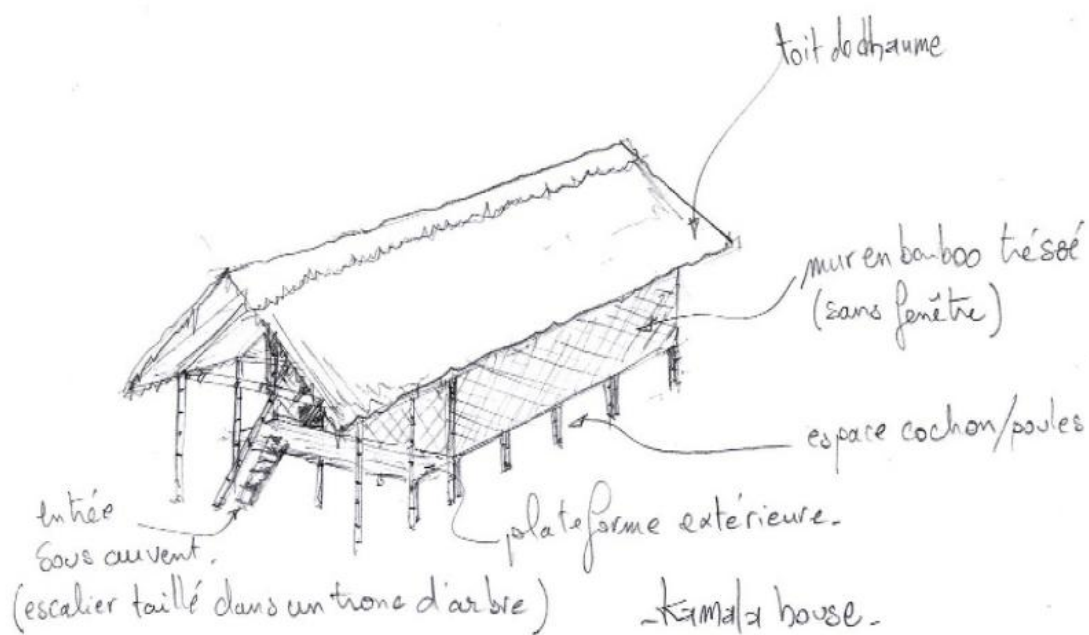 toit de chaume
mur en bamboo tréssé
(sans fenêtre)
espace cochon/poules
plateforme extérieure.
entrée
sous auvent.
(escalier taillé dans un tronc d'arbre)
- Kamala house -